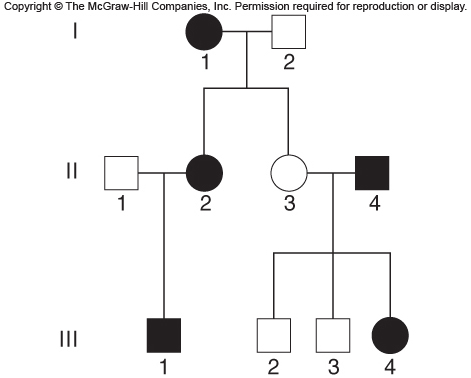 Copyright © The McGraw-Hill Companies, Inc. Permission required for reproduction or display.
I
1 2
II
1 2 3 4
III
1 2 3 4